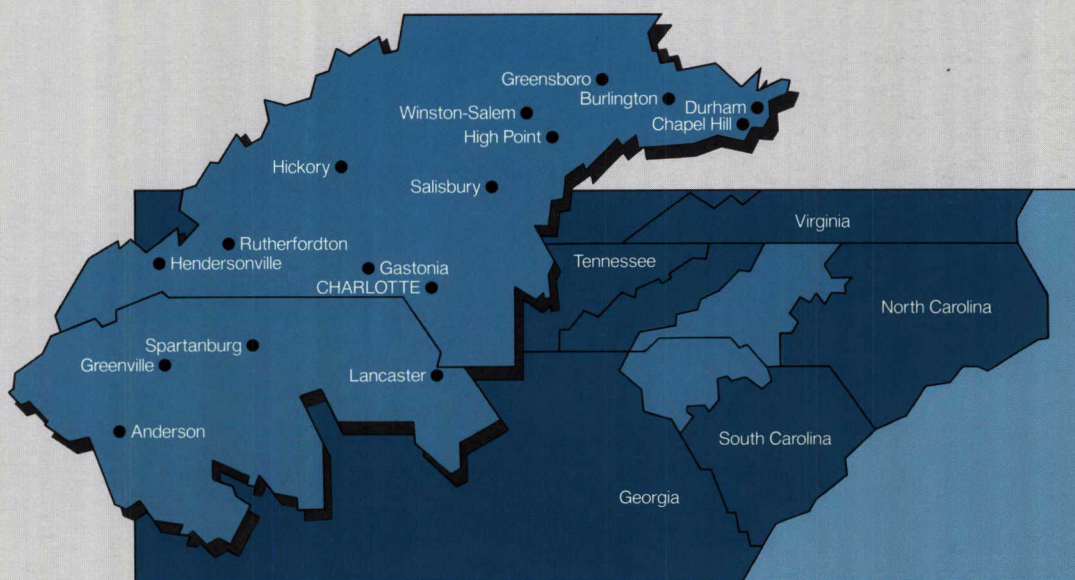 Greensboro
Burlington
Durham
Winston-Salem
Chapel Hill
High Point
Hickory
Salisbury
Virginia
Rutherfordton
Tennessee
Hendersonville
Gastonia
CHARLOTTE
North Carolina
Spartanburg
Greenville
Lancaster
Anderson
South Carolina
Georgia